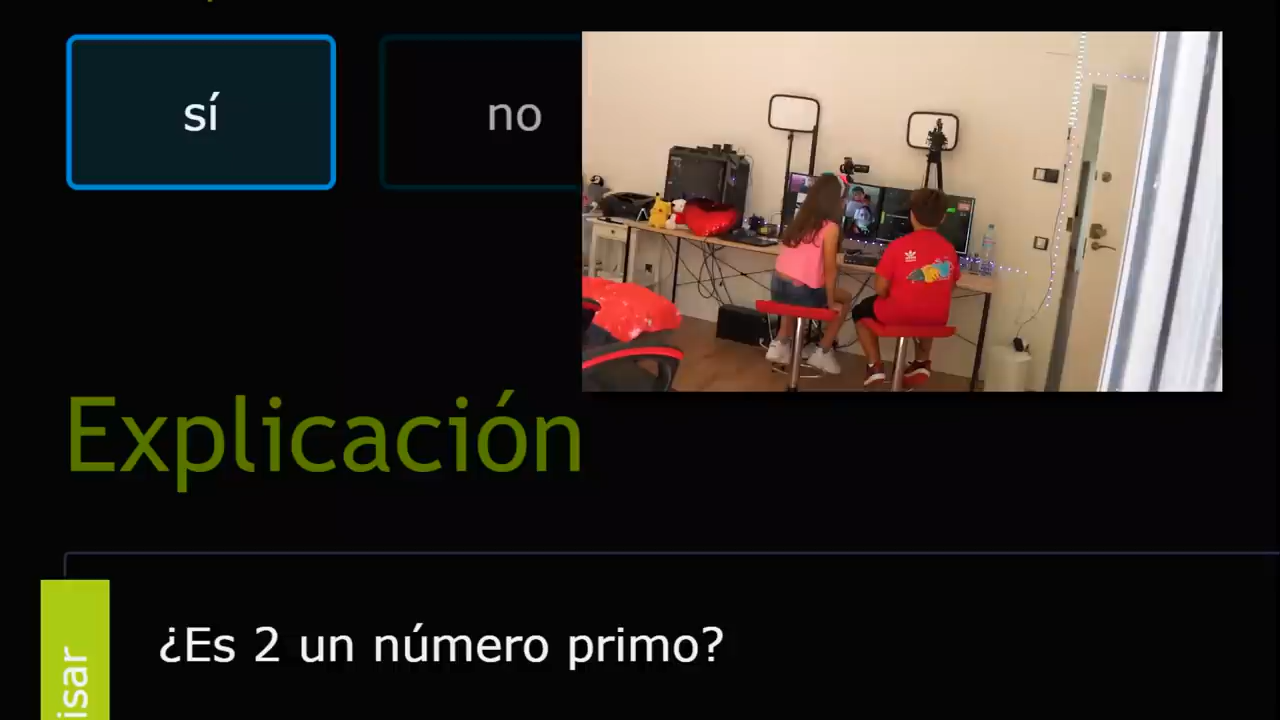 sí
no
Explicación
¿Es 2 un número primo?
isar